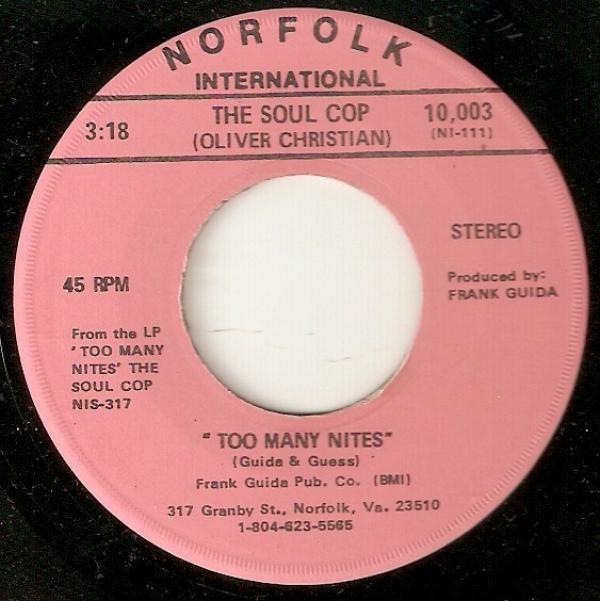 NORFOLK
INTERNATIONAL
3:18
THE SOUL COP
(OLIVER CHRISTIAN)
10,003
(NI-111)
STEREO
45 RPM
Produced by:
FRANK GUIDA
From the LP
'TOO MANY
NITES' THE
SOUL COP
NIS-317
"TOO MANY NITES"
(Guida & Guess)
Frank Guida Pub. Co. (BMI)
317 Granby St., Norfolk, Va. 23510
1-804-623-5565